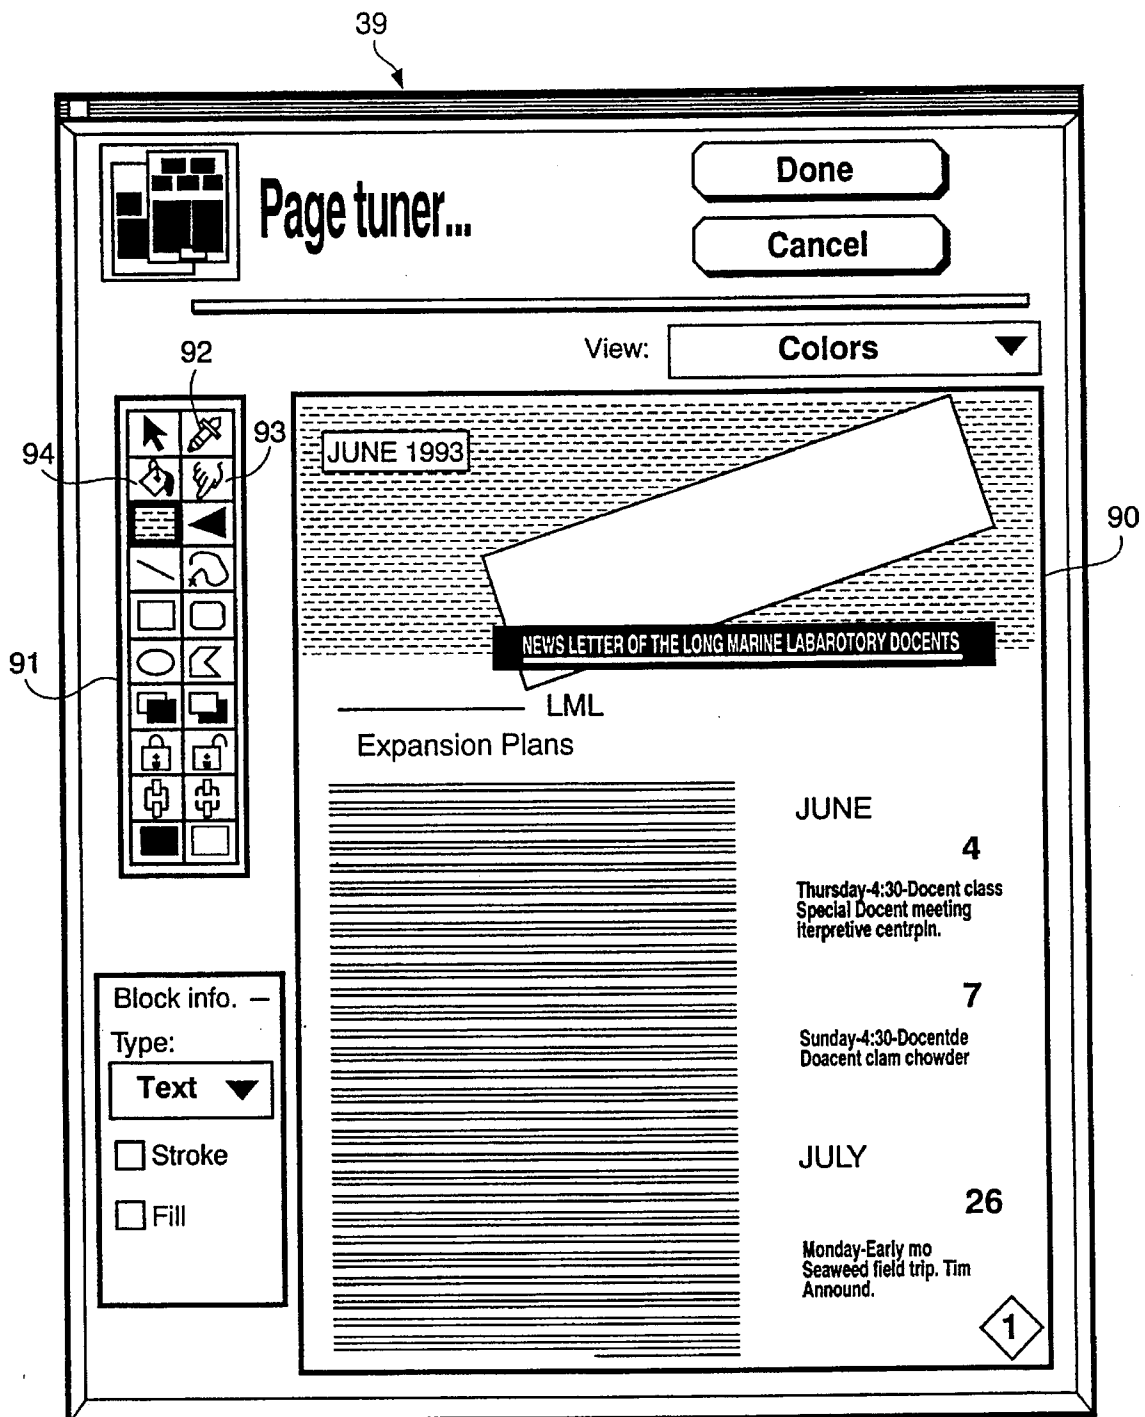 39
Page tuner...
Done
Cancel
View:
Colors
92
94
93
JUNE 1993
90
NEWS LETTER OF THE LONG MARINE LABAROTORY DOCENTS
91
LML
Expansion Plans
JUNE
4
Thursday-4:30-Docent class
Special Docent meeting
Iterpretive centrpln.
7
Sunday-4:30-Docentde
Doacent clam chowder
JULY
26
Monday-Early mo
Seaweed field trip. Tim
Annound.
1
Block info. –
Type:
Text
Stroke
Fill